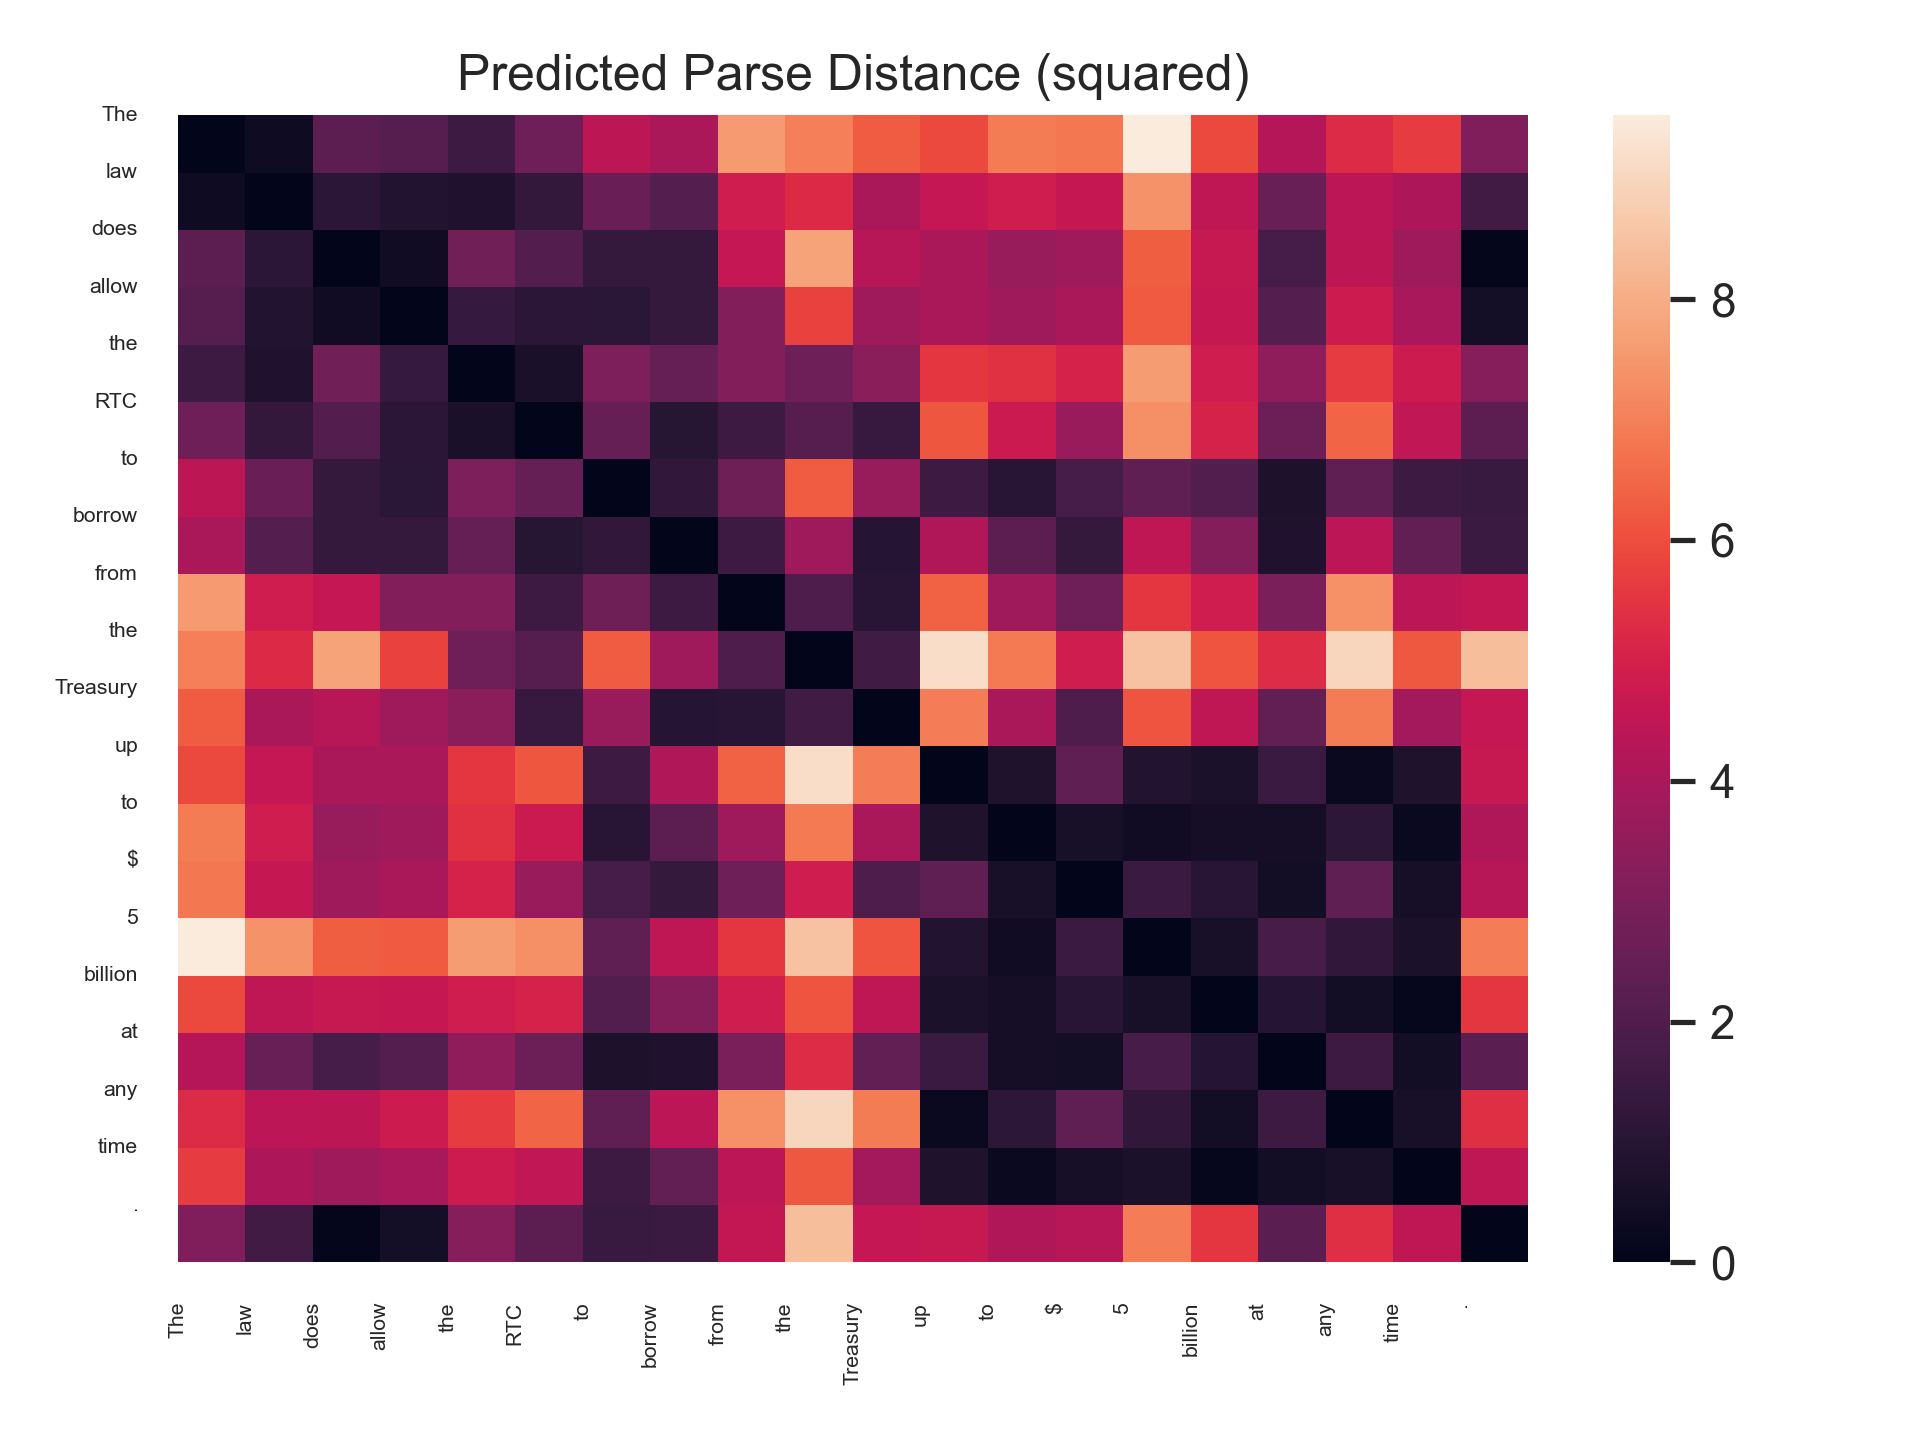 Predicted Parse Distance (squared)
The
law
does
allow
the
RTC
to
borrow
from
the
Treasury
up
to
$
5
billion
at
any
time
.
The
law
does
allow
the
RTC
to
borrow
from
the
Treasury
up
to
$
5
billion
at
any
time
.
8
6
4
2
0